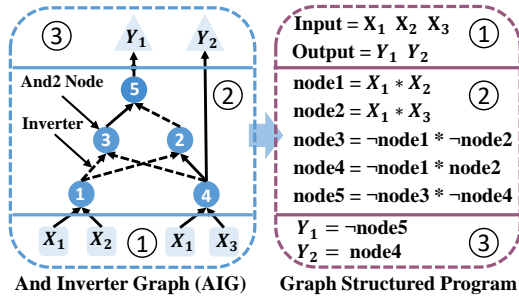 ③ Y₁ Y₂
And2 Node
5
②
Inverter
3 2
1 4
X₁ X₂ ① X₁ X₃
And Inverter Graph (AIG)
Input = X₁ X₂ X₃
Output = Y₁ Y₂
①
node1 = X₁ * X₂
②
node2 = X₁ * X₃
node3 = ¬node1 * ¬node2
node4 = ¬node1 * node2
node5 = ¬node3 * ¬node4
Y₁ = ¬node5
Y₂ = node4
③
Graph Structured Program